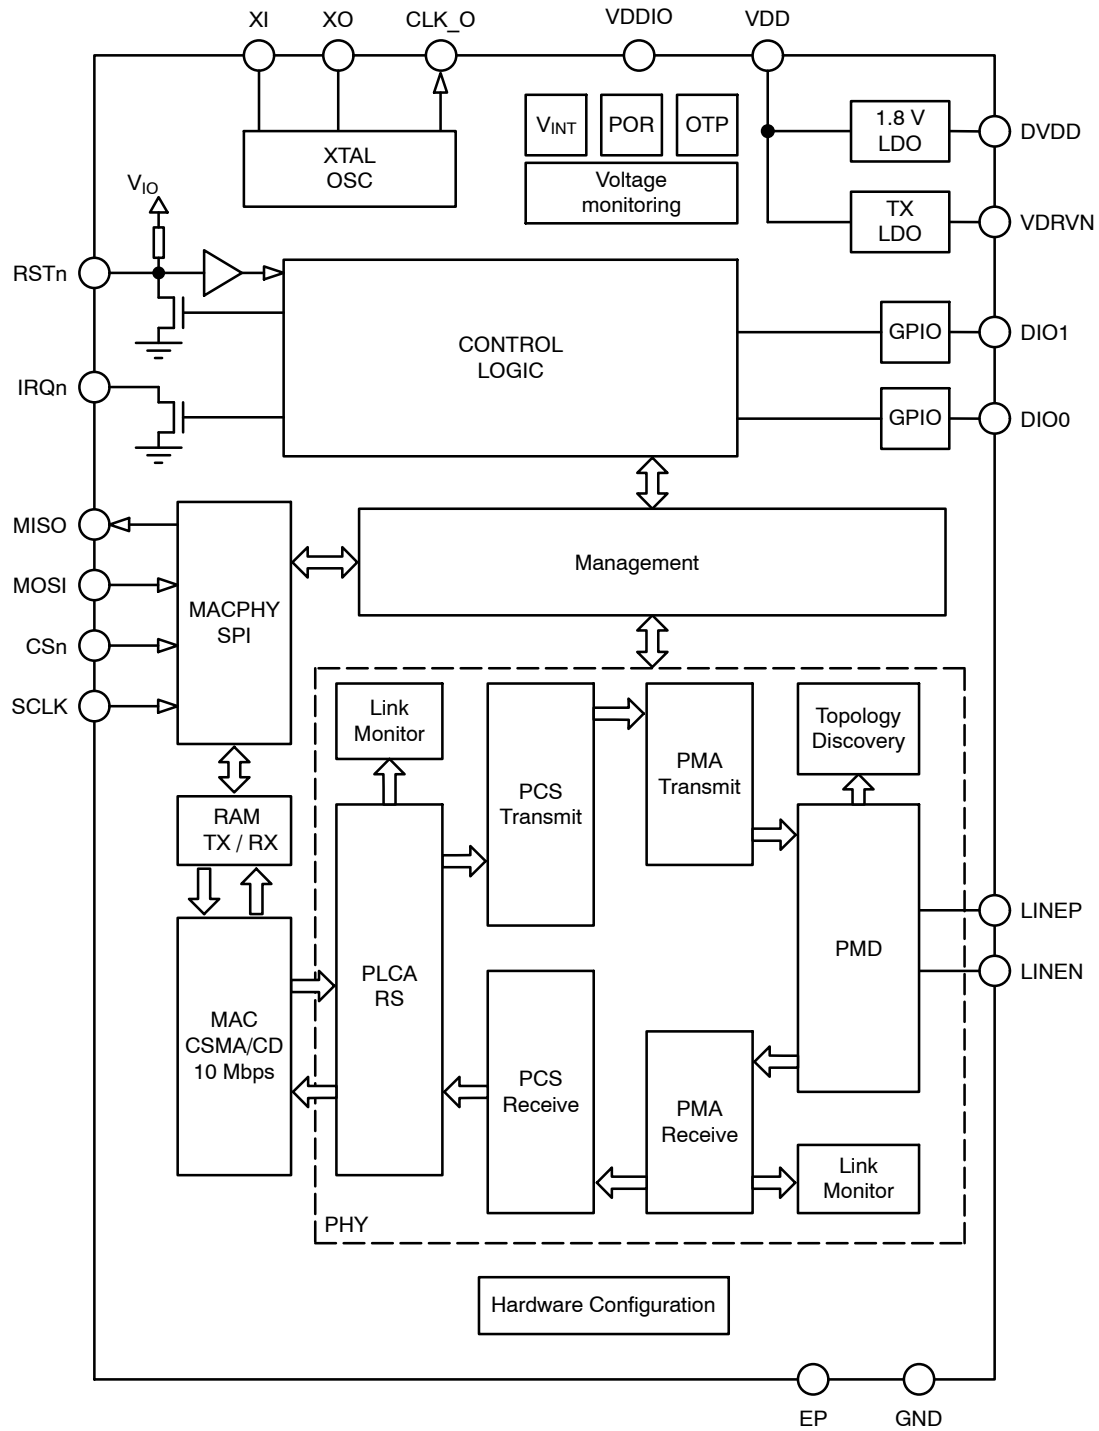 XI
XO
CLK_O
VDDIO
VDD
XTAL
OSC
VINT
POR
OTP
Voltage
monitoring
1.8 V
LDO
DVDD
TX
LDO
VDRVN
VIO
RSTn
CONTROL
LOGIC
GPIO
DIO1
IRQn
GPIO
DIO0
MISO
MOSI
CSn
SCLK
MACPHY
SPI
Management
Link
Monitor
PCS
Transmit
PMA
Transmit
Topology
Discovery
RAM
TX / RX
PLCA
RS
PMD
LINEP
LINEN
MAC
CSMA/CD
10 Mbps
PCS
Receive
PMA
Receive
Link
Monitor
PHY
Hardware Configuration
EP
GND